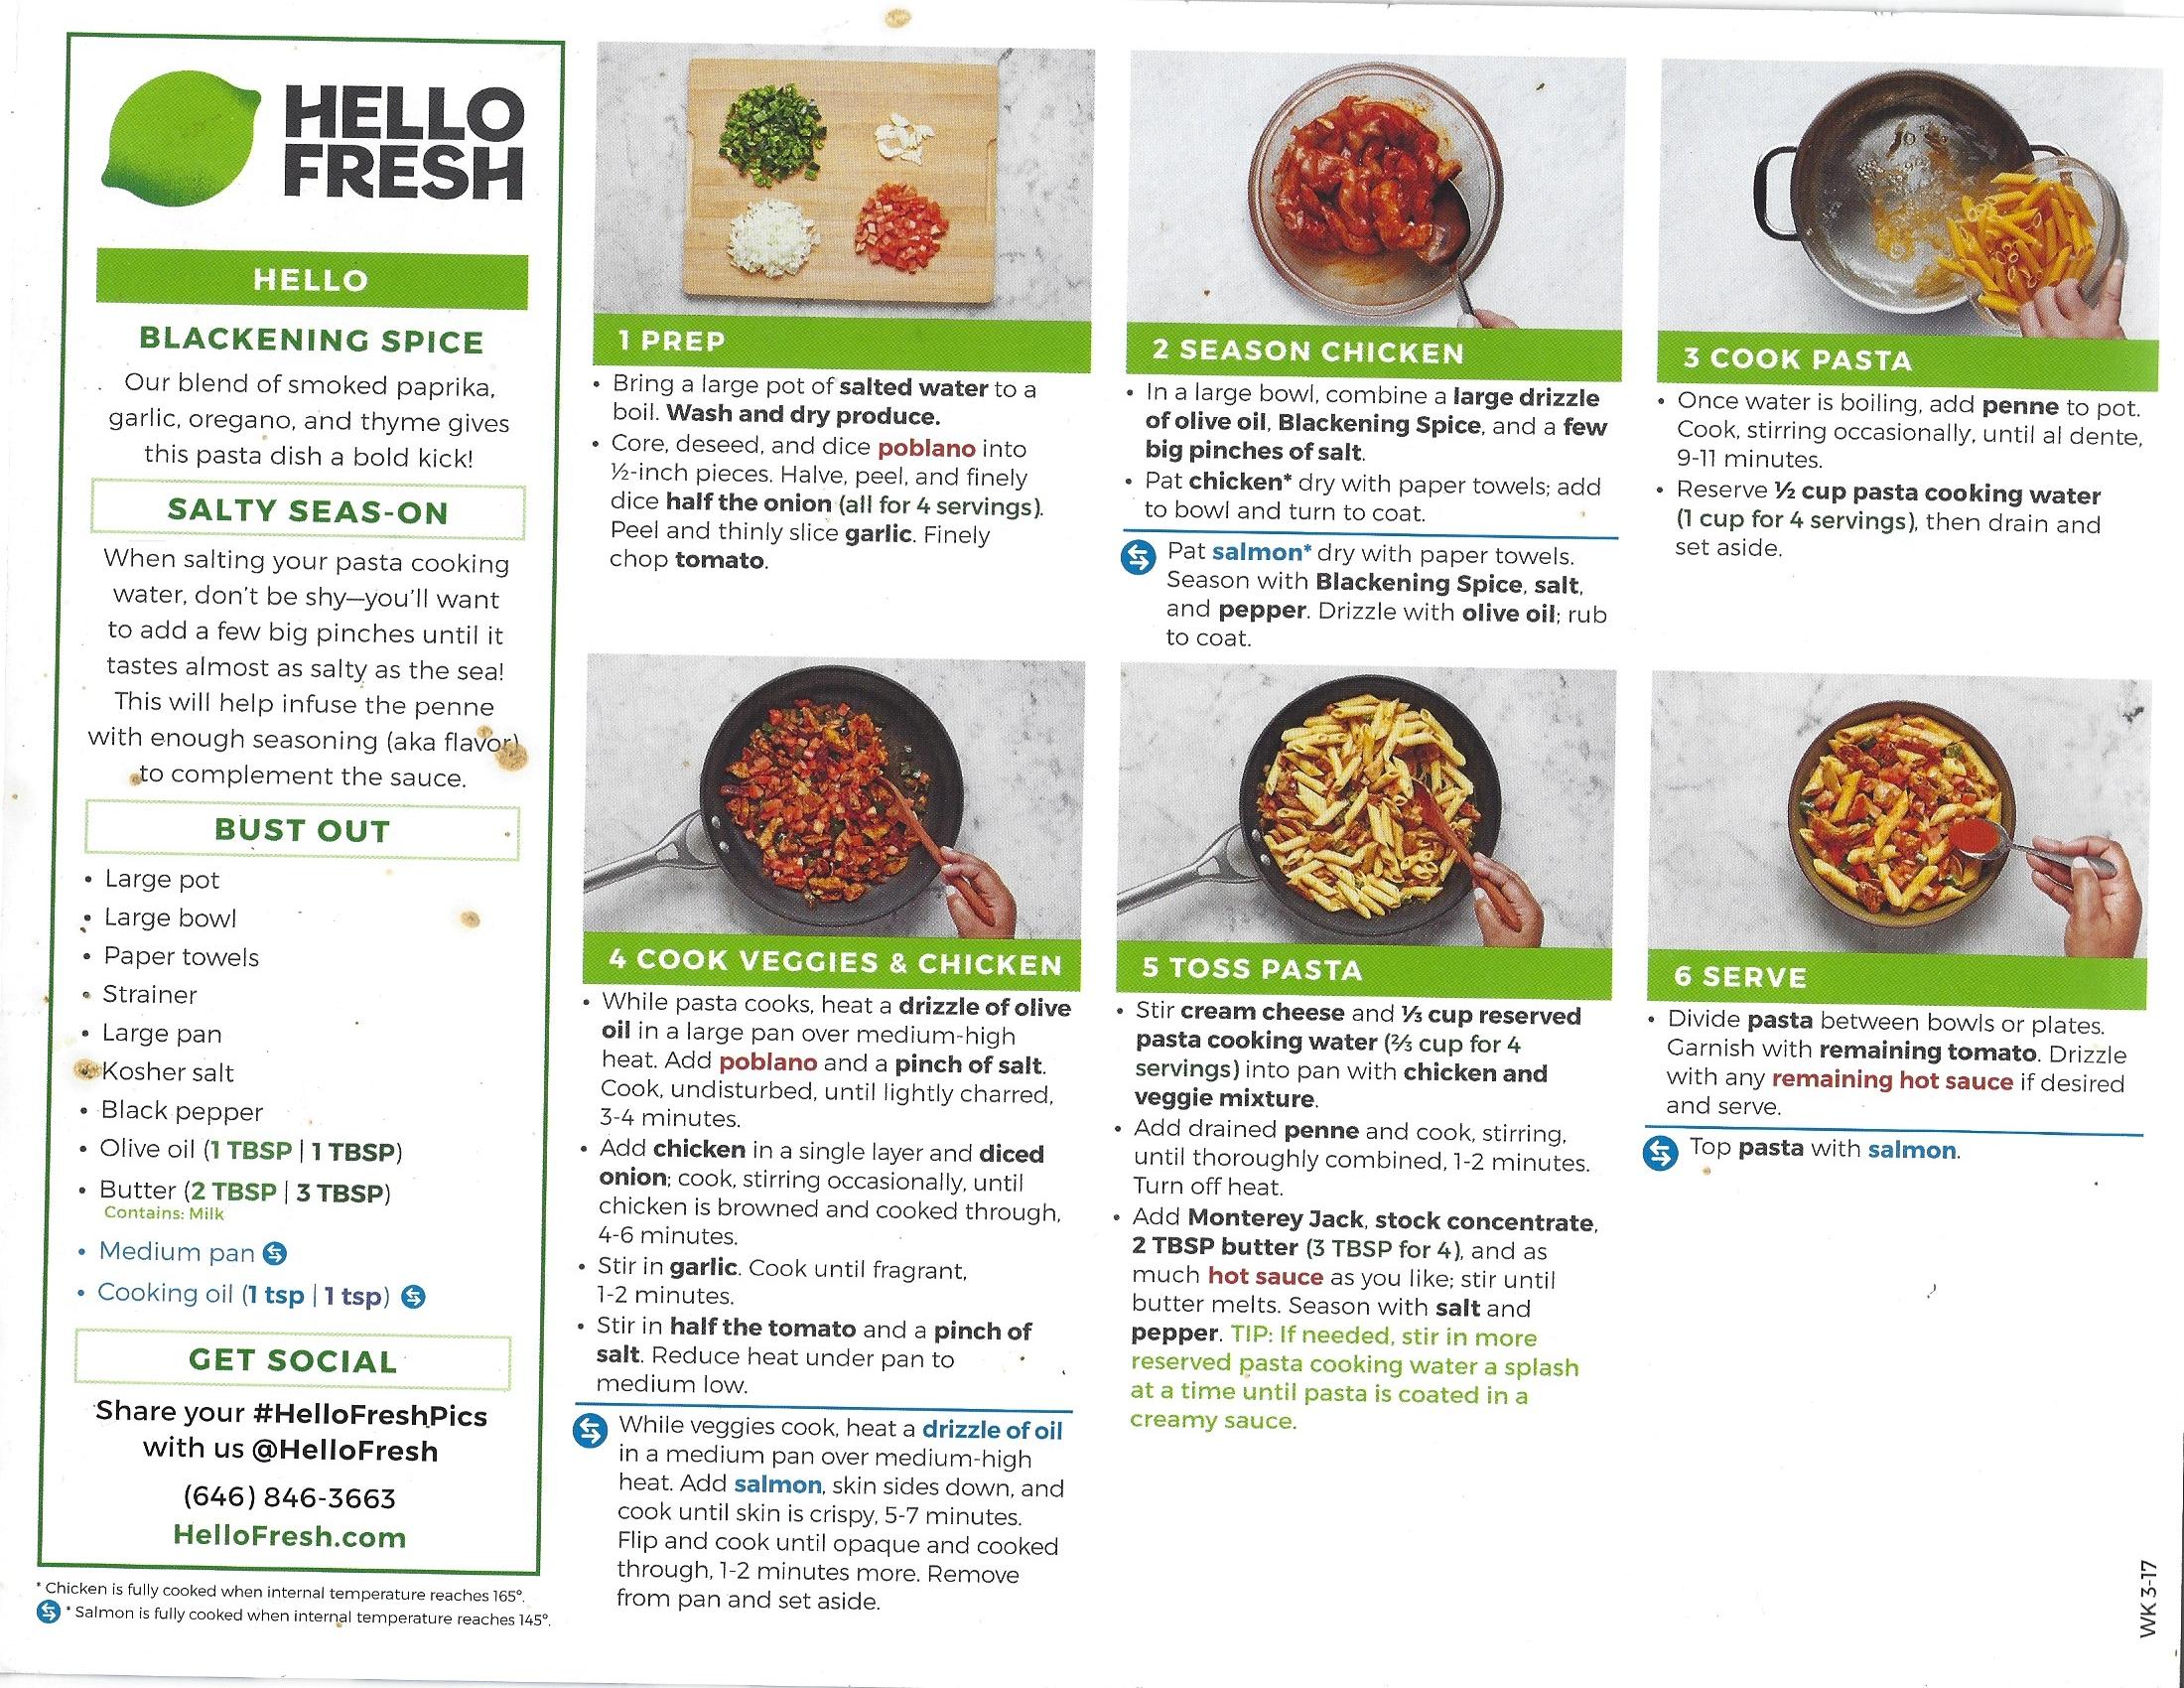 HELLO
FRESH
HELLO
BLACKENING SPICE
Our blend of smoked paprika,
garlic, oregano, and thyme gives
this pasta dish a bold kick!
SALTY SEAS-ON
When salting your pasta cooking
water, don't be shy—you'll want
to add a few big pinches until it
tastes almost as salty as the sea!
This will help infuse the penne
with enough seasoning (aka flavor)
to complement the sauce.
BUST OUT
• Large pot
• Large bowl
• Paper towels
• Strainer
• Large pan
• Kosher salt
• Black pepper
• Olive oil (1 TBSP | 1 TBSP)
• Butter (2 TBSP | 3 TBSP)
Contains: Milk
• Medium pan
• Cooking oil (1 tsp | 1 tsp)
GET SOCIAL
Share your #HelloFreshPics
with us @HelloFresh
(646) 846-3663
HelloFresh.com
* Chicken is fully cooked when internal temperature reaches 165°.
* Salmon is fully cooked when internal temperature reaches 145°.
1 PREP
• Bring a large pot of salted water to a
boil. Wash and dry produce.
• Core, deseed, and dice poblano into
½-inch pieces. Halve, peel, and finely
dice half the onion (all for 4 servings).
Peel and thinly slice garlic. Finely
chop tomato.
2 SEASON CHICKEN
• In a large bowl, combine a large drizzle
of olive oil, Blackening Spice, and a few
big pinches of salt.
• Pat chicken* dry with paper towels; add
to bowl and turn to coat.
Pat salmon* dry with paper towels.
Season with Blackening Spice, salt,
and pepper. Drizzle with olive oil; rub
to coat.
3 COOK PASTA
• Once water is boiling, add penne to pot.
Cook, stirring occasionally, until al dente,
9-11 minutes.
• Reserve ½ cup pasta cooking water
(1 cup for 4 servings), then drain and
set aside.
4 COOK VEGGIES & CHICKEN
• While pasta cooks, heat a drizzle of olive
oil in a large pan over medium-high
heat. Add poblano and a pinch of salt.
Cook, undisturbed, until lightly charred,
3-4 minutes.
• Add chicken in a single layer and diced
onion; cook, stirring occasionally, until
chicken is browned and cooked through,
4-6 minutes.
• Stir in garlic. Cook until fragrant,
1-2 minutes.
• Stir in half the tomato and a pinch of
salt. Reduce heat under pan to
medium low.
While veggies cook, heat a drizzle of oil
in a medium pan over medium-high
heat. Add salmon, skin sides down, and
cook until skin is crispy, 5-7 minutes.
Flip and cook until opaque and cooked
through, 1-2 minutes more. Remove
from pan and set aside.
5 TOSS PASTA
• Stir cream cheese and ⅓ cup reserved
pasta cooking water (⅔ cup for 4
servings) into pan with chicken and
veggie mixture.
• Add drained penne and cook, stirring,
until thoroughly combined, 1-2 minutes.
Turn off heat.
• Add Monterey Jack, stock concentrate,
2 TBSP butter (3 TBSP for 4), and as
much hot sauce as you like; stir until
butter melts. Season with salt and
pepper. TIP: If needed, stir in more
reserved pasta cooking water a splash
at a time until pasta is coated in a
creamy sauce.
6 SERVE
• Divide pasta between bowls or plates.
Garnish with remaining tomato. Drizzle
with any remaining hot sauce if desired
and serve.
Top pasta with salmon.
WK 3-17